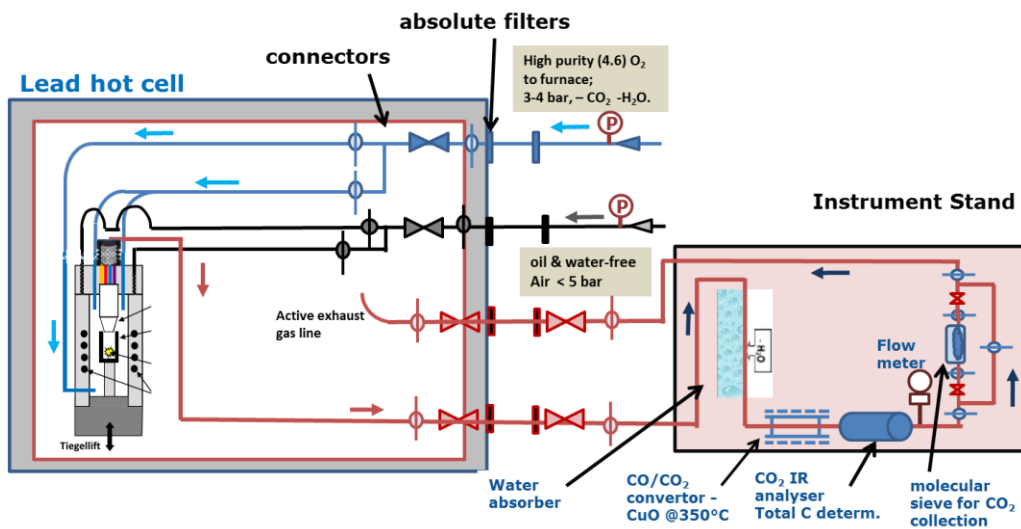 absolute filters
connectors
Lead hot cell
High purity (4.6) O₂
to furnace;
3-4 bar, – CO₂ -H₂O.
P
P
Instrument Stand
oil & water-free
Air < 5 bar
Active exhaust
gas line
- H₂O
Flow
meter
Tiegellift
Water
absorber
CO/CO₂
convertor –
CuO @350°C
CO₂ IR
analyser
Total C determ.
molecular
sieve for CO₂
collection